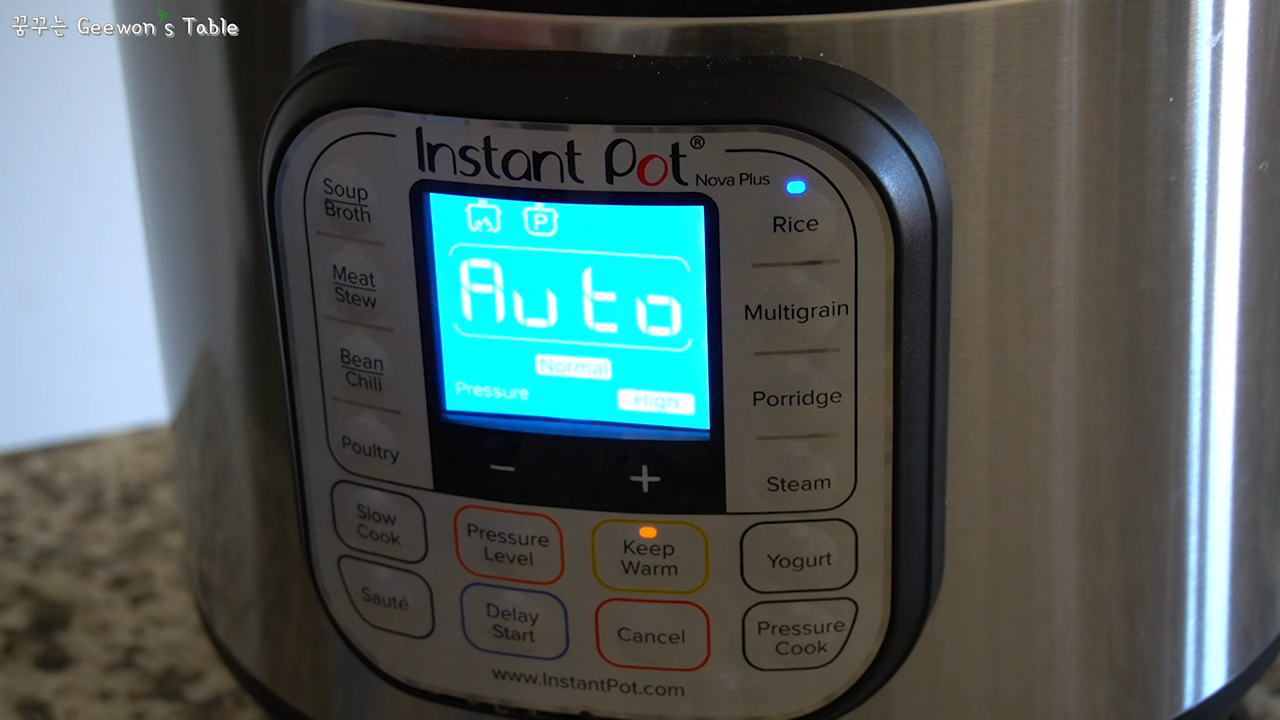 꿈꾸는 Geewon's Table
Instant Pot®
Nova Plus
Soup
Broth
Meat
Stew
Bean
Chili
Poultry
P
Auto
Normal
Pressure
High
− +
Rice
Multigrain
Porridge
Steam
Slow
Cook
Sauté
Pressure
Level
Delay
Start
Keep
Warm
Cancel
Yogurt
Pressure
Cook
www.InstantPot.com